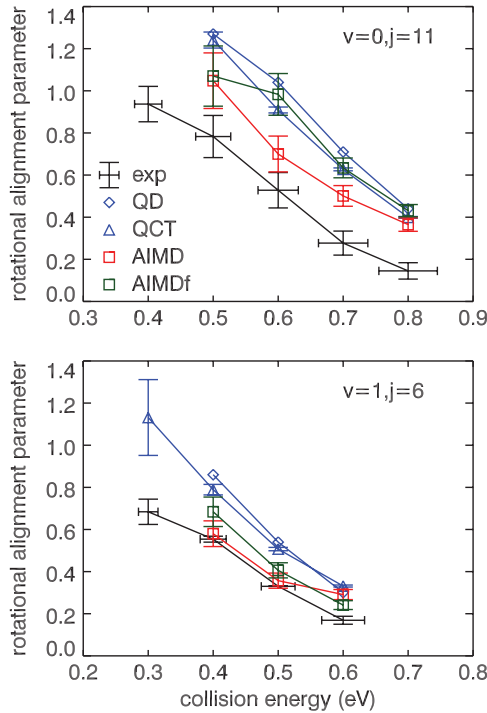 1.4
v=0,j=11
1.2
1.0
0.8
0.6
0.4
0.2
0.0
rotational alignment parameter
exp
QD
QCT
AIMD
AIMDf
0.3 0.4 0.5 0.6 0.7 0.8 0.9
1.4
v=1,j=6
1.2
1.0
0.8
0.6
0.4
0.2
0.0
rotational alignment parameter
0.2 0.3 0.4 0.5 0.6 0.7 0.8
collision energy (eV)